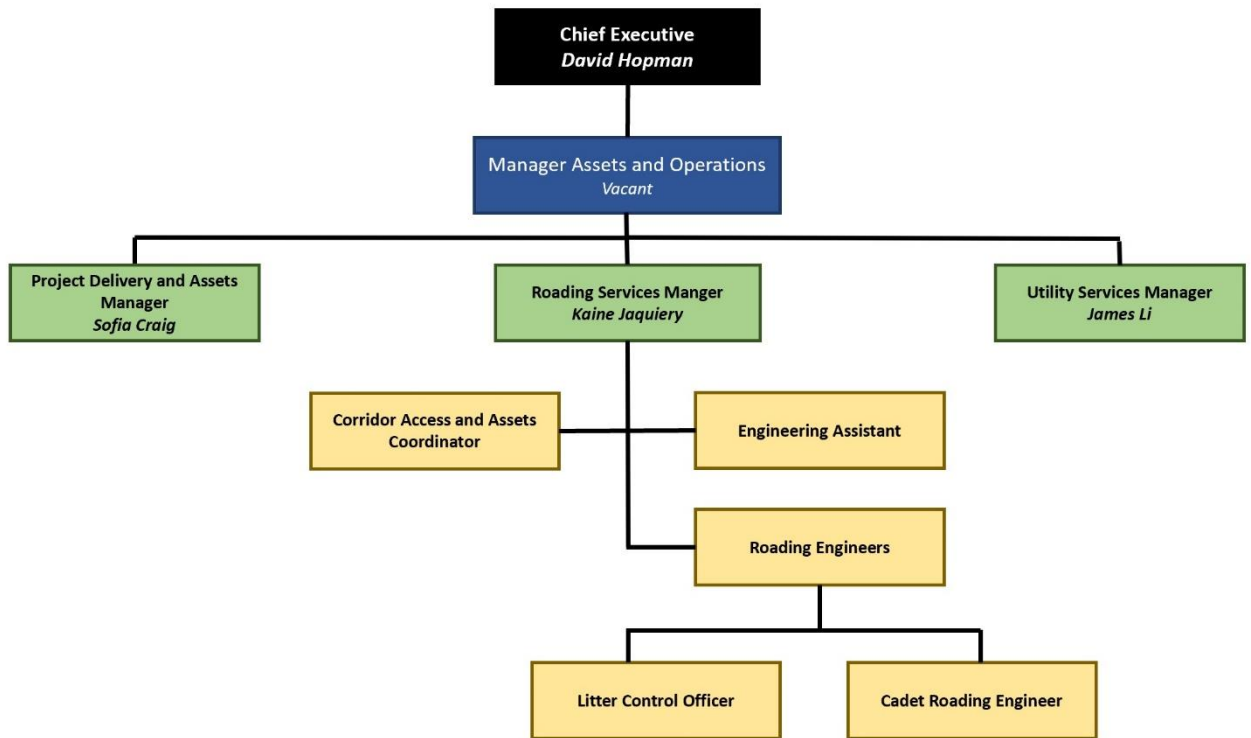 Chief Executive
David Hopman
Manager Assets and Operations
Vacant
Project Delivery and Assets
Manager
Sofia Craig
Roading Services Manger
Kaine Jaquiery
Utility Services Manager
James Li
Corridor Access and Assets
Coordinator
Engineering Assistant
Roading Engineers
Litter Control Officer
Cadet Roading Engineer